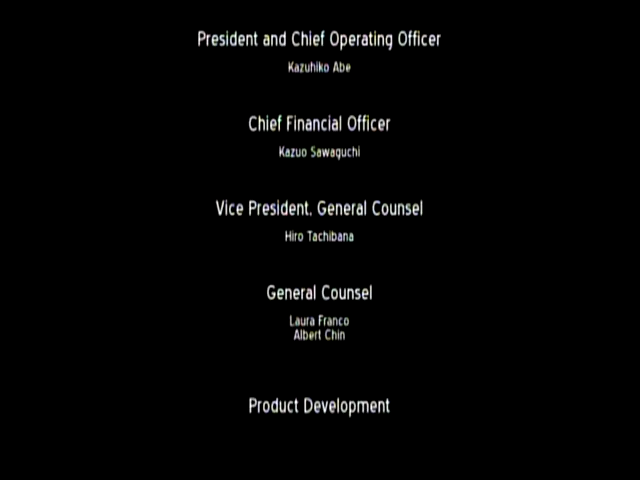 President and Chief Operating Officer
Kazuhiko Abe
Chief Financial Officer
Kazuo Sawaguchi
Vice President, General Counsel
Hiro Tachibana
General Counsel
Laura Franco
Albert Chin
Product Development